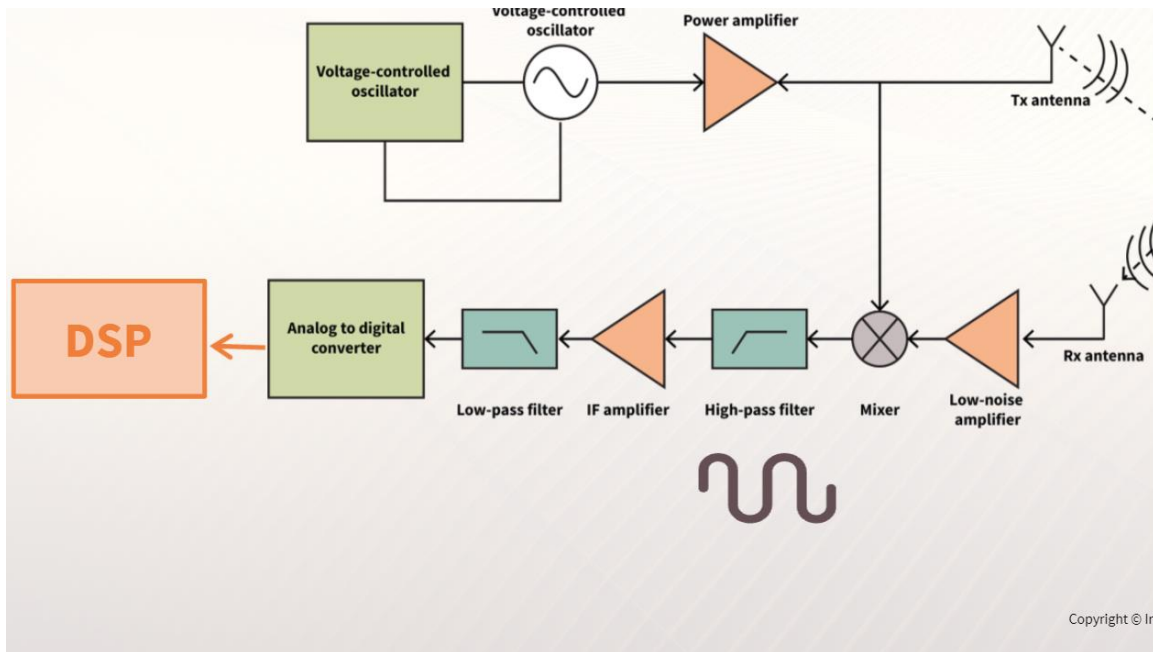 Voltage-controlled
oscillator
Power amplifier
Voltage-controlled
oscillator
Tx antenna
DSP
Analog to digital
converter
Rx antenna
Low-pass filter
IF amplifier
High-pass filter
Mixer
Low-noise
amplifier
Copyright ©